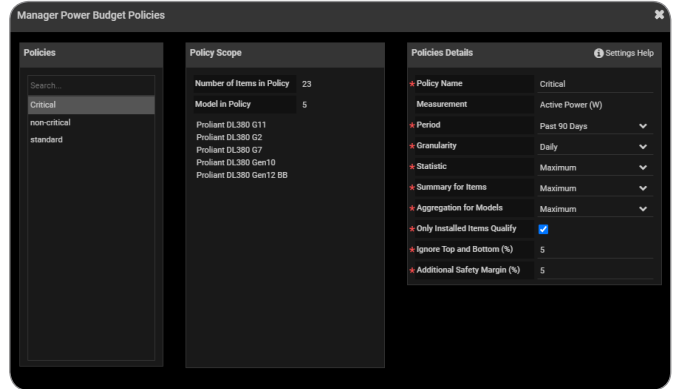 Manager Power Budget Policies
Policies
Search...
Critical
non-critical
standard
Policy Scope
Number of Items in Policy 23
Model in Policy 5
Proliant DL380 G11
Proliant DL380 G2
Proliant DL380 G7
Proliant DL380 Gen10
Proliant DL380 Gen12 BB
Policies Details Settings Help
* Policy Name Critical
Measurement Active Power (W)
* Period Past 90 Days
* Granularity Daily
* Statistic Maximum
* Summary for Items Maximum
* Aggregation for Models Maximum
* Only Installed Items Qualify
* Ignore Top and Bottom (%) 5
* Additional Safety Margin (%) 5